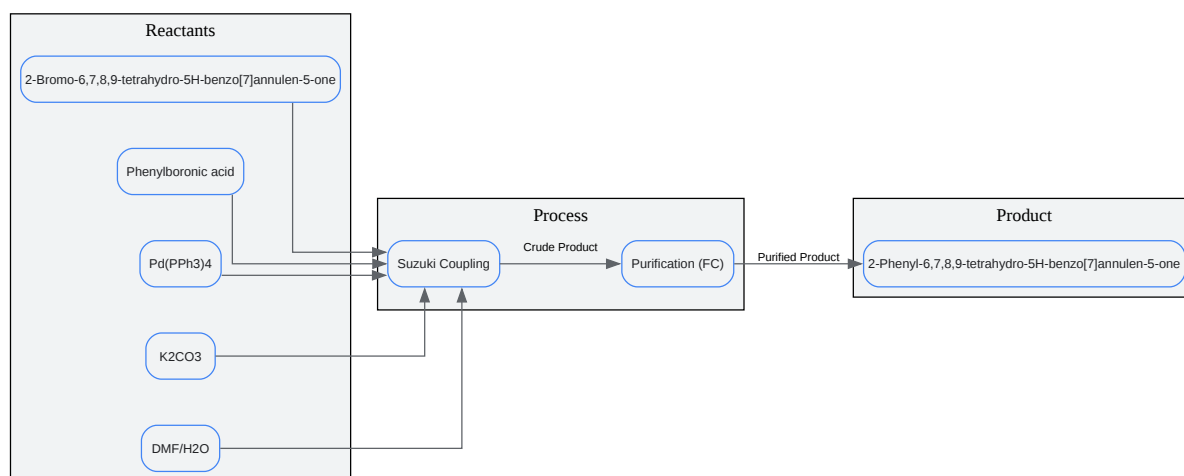 Reactants
2-Bromo-6,7,8,9-tetrahydro-5H-benzo[7]annulen-5-one
Phenylboronic acid
Pd(PPh3)4
K2CO3
DMF/H2O
Process
Suzuki Coupling
Crude Product
Purification (FC)
Purified Product
Product
2-Phenyl-6,7,8,9-tetrahydro-5H-benzo[7]annulen-5-one